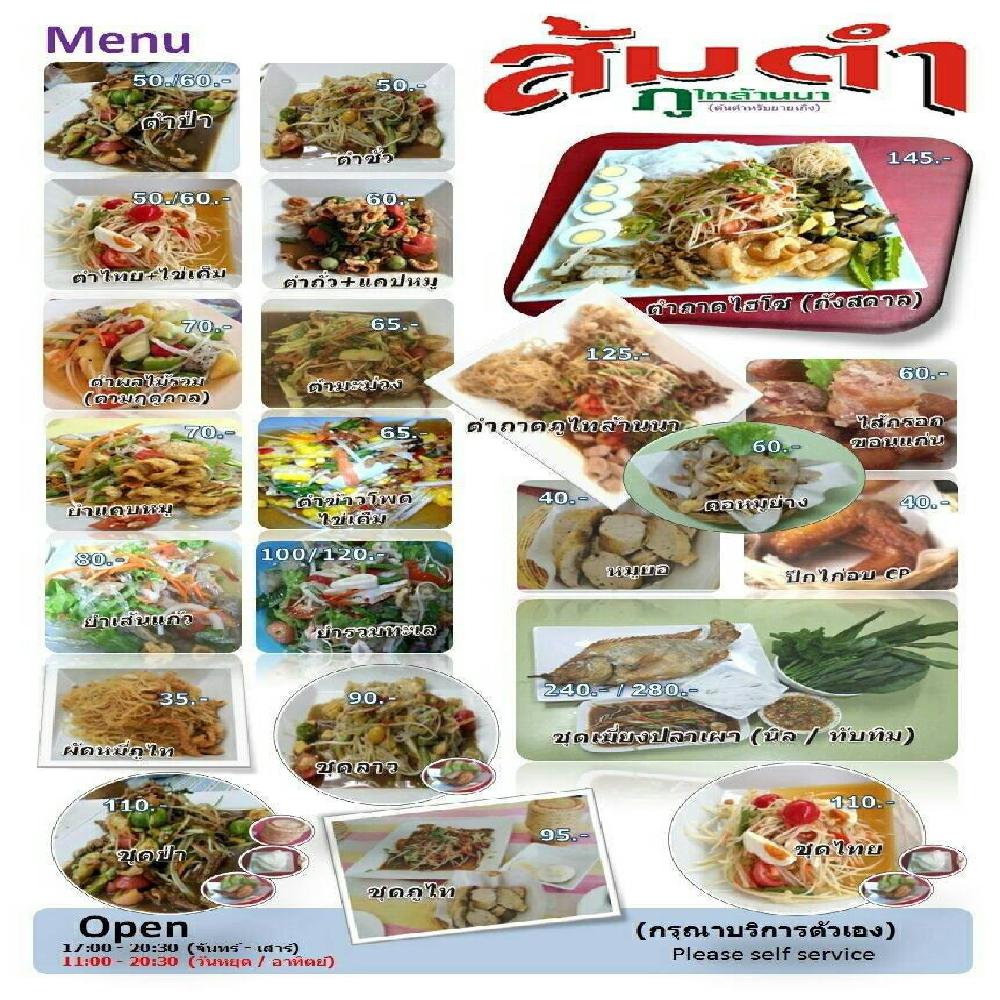 Menu
ส้มตำ
ภูไทล้านนา
50./60.-
ตำป่า
50.-
ตำซั่ว
145.-
ตำถาดไฮโซ (กั้งสดาล)
50./60.-
ตำไทย+ไข่เค็ม
60.-
ตำถั่ว+แคปหมู
70.-
ตำผลไม้รวม
(ตามฤดูกาล)
65.-
ตำมะม่วง
125.-
ตำถาดภูไทล้านนา
60.-
ไส้กรอก
ขอนแก่น
70.-
ยำแคบหมู
65.-
ตำข้าวโพด
ไข่เค็ม
60.-
คอหมูย่าง
40.-
หมูยอ
40.-
ปีกไก่อบ CP
80.-
ยำเส้นแก้ว
100/120.-
ยำรวมทะเล
240.- / 280.-
ชุดเมี่ยงปลาเผา (นิล / ทับทิม)
35.-
ผัดหมี่ภูไท
90.-
ชุดลาว
110.-
ชุดป่า
95.-
ชุดภูไท
110.-
ชุดไทย
Open
17:00 - 20:30 (จันทร์ - เสาร์)
11:00 - 20:30 (วันหยุด / อาทิตย์)
(กรุณาบริการตัวเอง)
Please self service